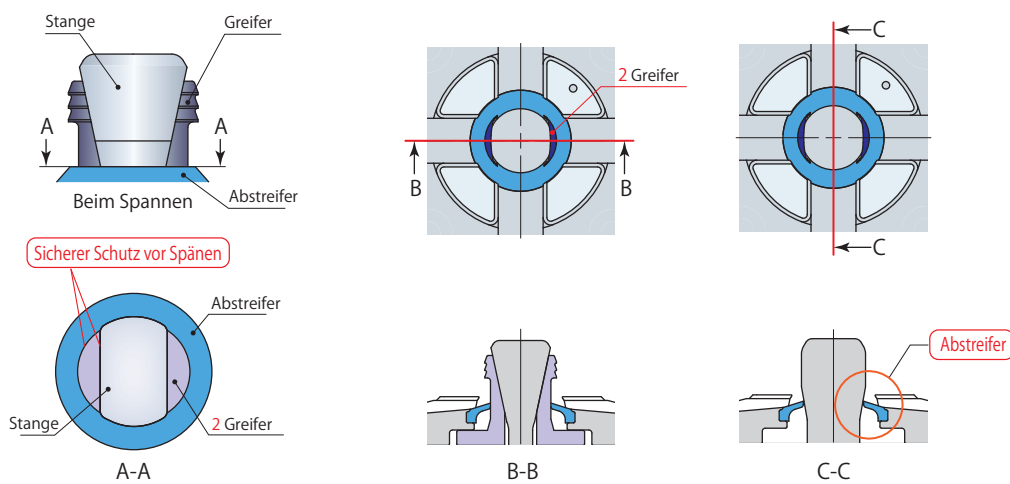 Stange
Greifer
A
A
Beim Spannen
Abstreifer
2 Greifer
B
B
C
C
Sicherer Schutz vor Spänen
Abstreifer
Stange
2 Greifer
A-A
B-B
Abstreifer
C-C